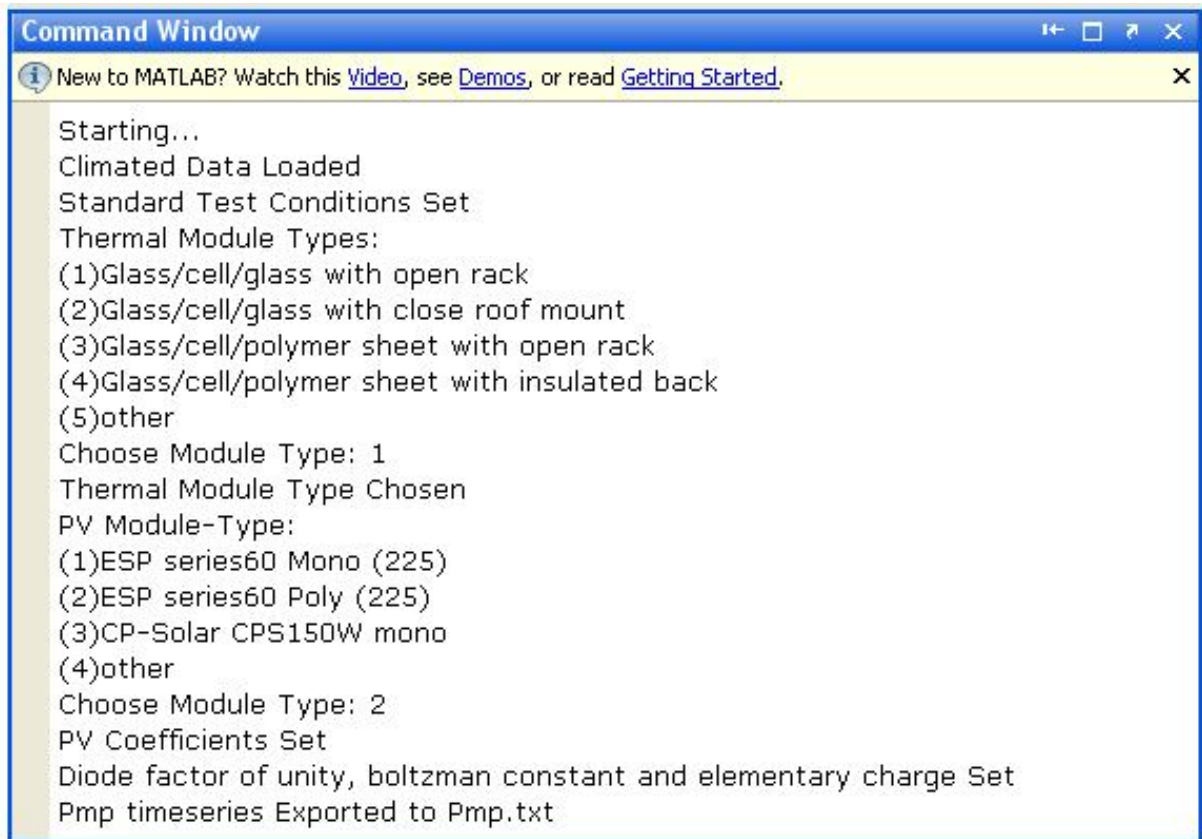 Command Window
New to MATLAB? Watch this Video, see Demos, or read Getting Started.
Starting...
Climated Data Loaded
Standard Test Conditions Set
Thermal Module Types:
(1)Glass/cell/glass with open rack
(2)Glass/cell/glass with close roof mount
(3)Glass/cell/polymer sheet with open rack
(4)Glass/cell/polymer sheet with insulated back
(5)other
Choose Module Type: 1
Thermal Module Type Chosen
PV Module-Type:
(1)ESP series60 Mono (225)
(2)ESP series60 Poly (225)
(3)CP-Solar CPS150W mono
(4)other
Choose Module Type: 2
PV Coefficients Set
Diode factor of unity, boltzman constant and elementary charge Set
Pmp timeseries Exported to Pmp.txt